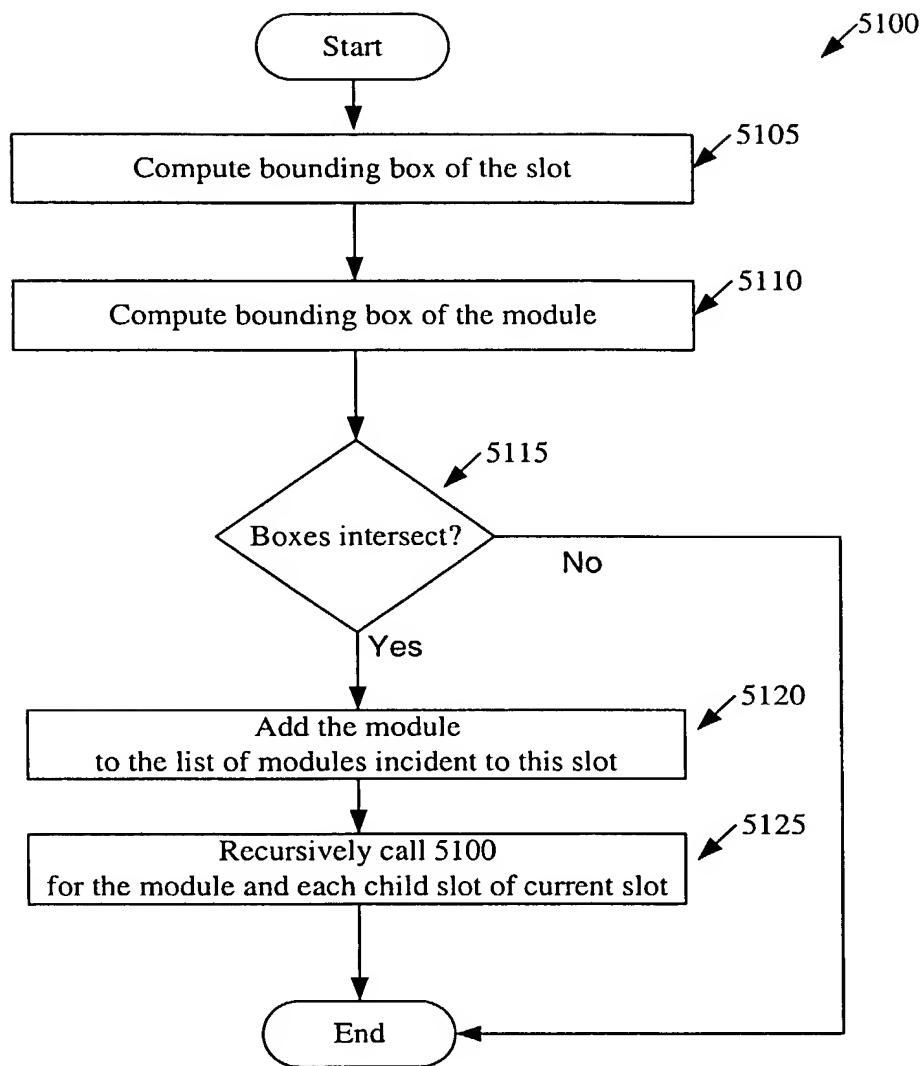 Start
5100
5105
Compute bounding box of the slot
5110
Compute bounding box of the module
5115
Boxes intersect?
No
Yes
5120
Add the module
to the list of modules incident to this slot
5125
Recursively call 5100
for the module and each child slot of current slot
End